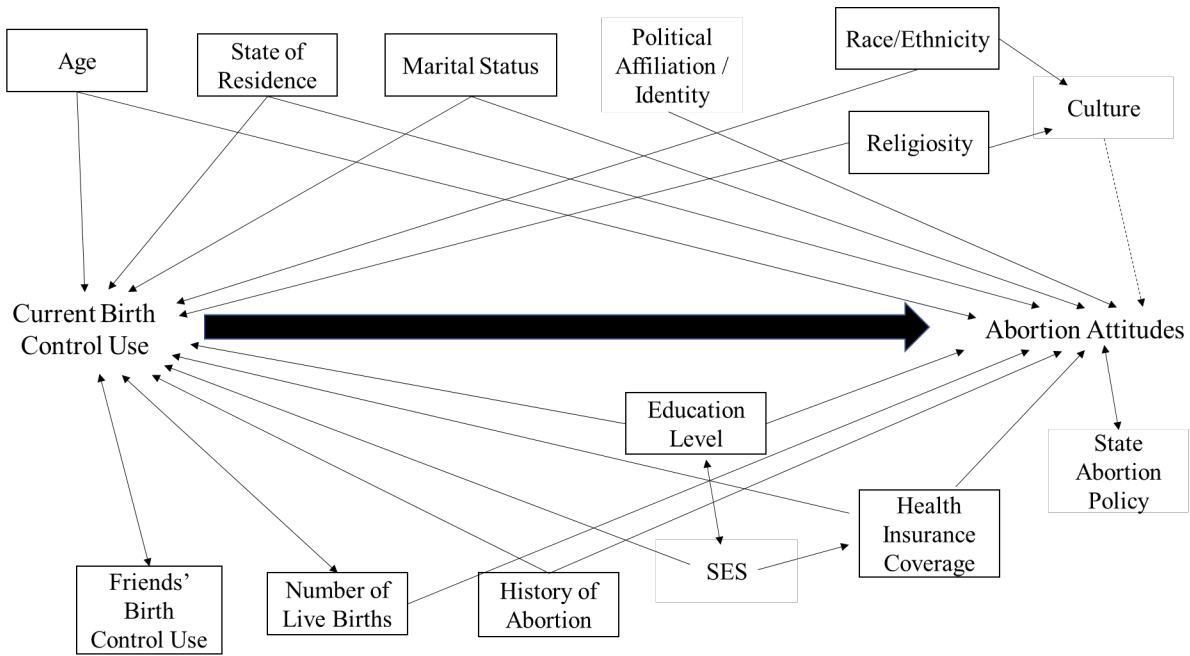 Age
State of
Residence
Marital Status
Political
Affiliation /
Identity
Race/Ethnicity
Culture
Religiosity
Current Birth
Control Use
Abortion Attitudes
Education
Level
State
Abortion
Policy
Health
Insurance
Coverage
SES
Friends’
Birth
Control Use
Number of
Live Births
History of
Abortion